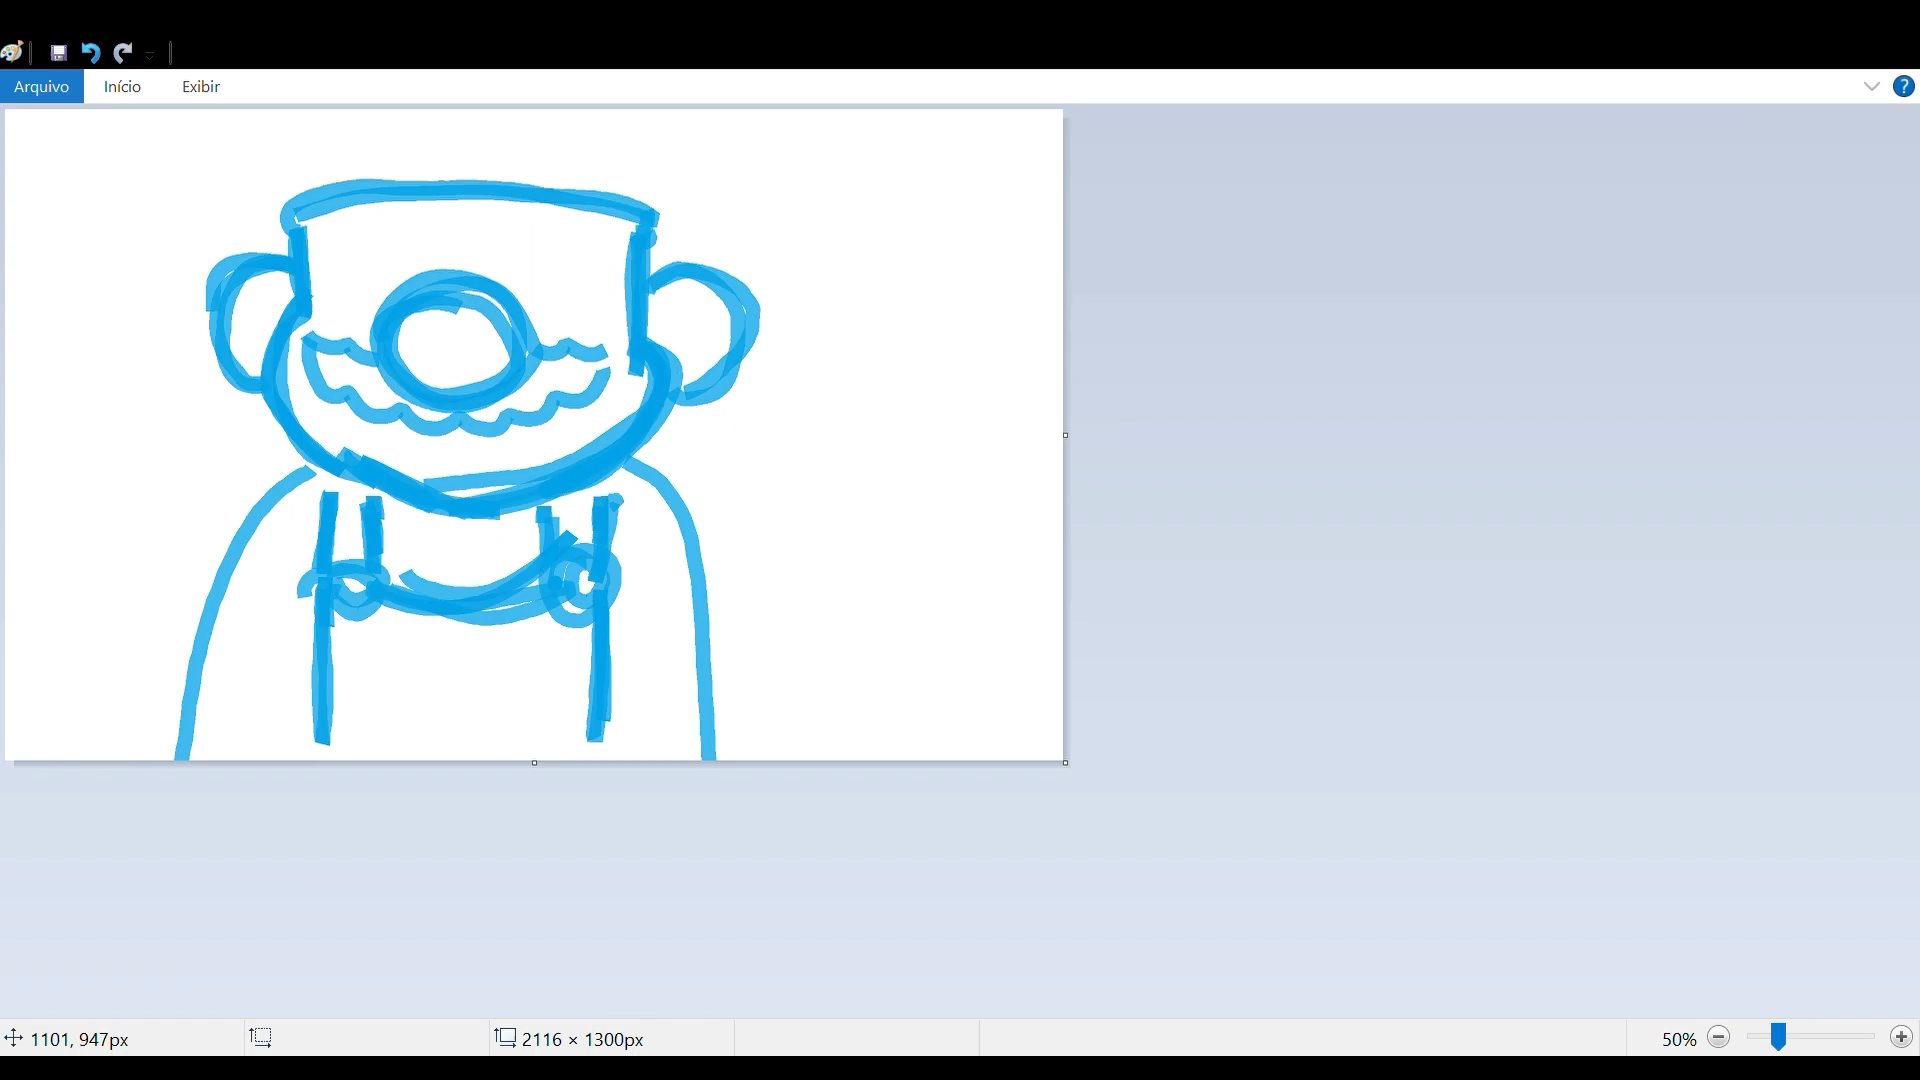 Arquivo Início Exibir
?
1101, 947px 2116 × 1300px 50%